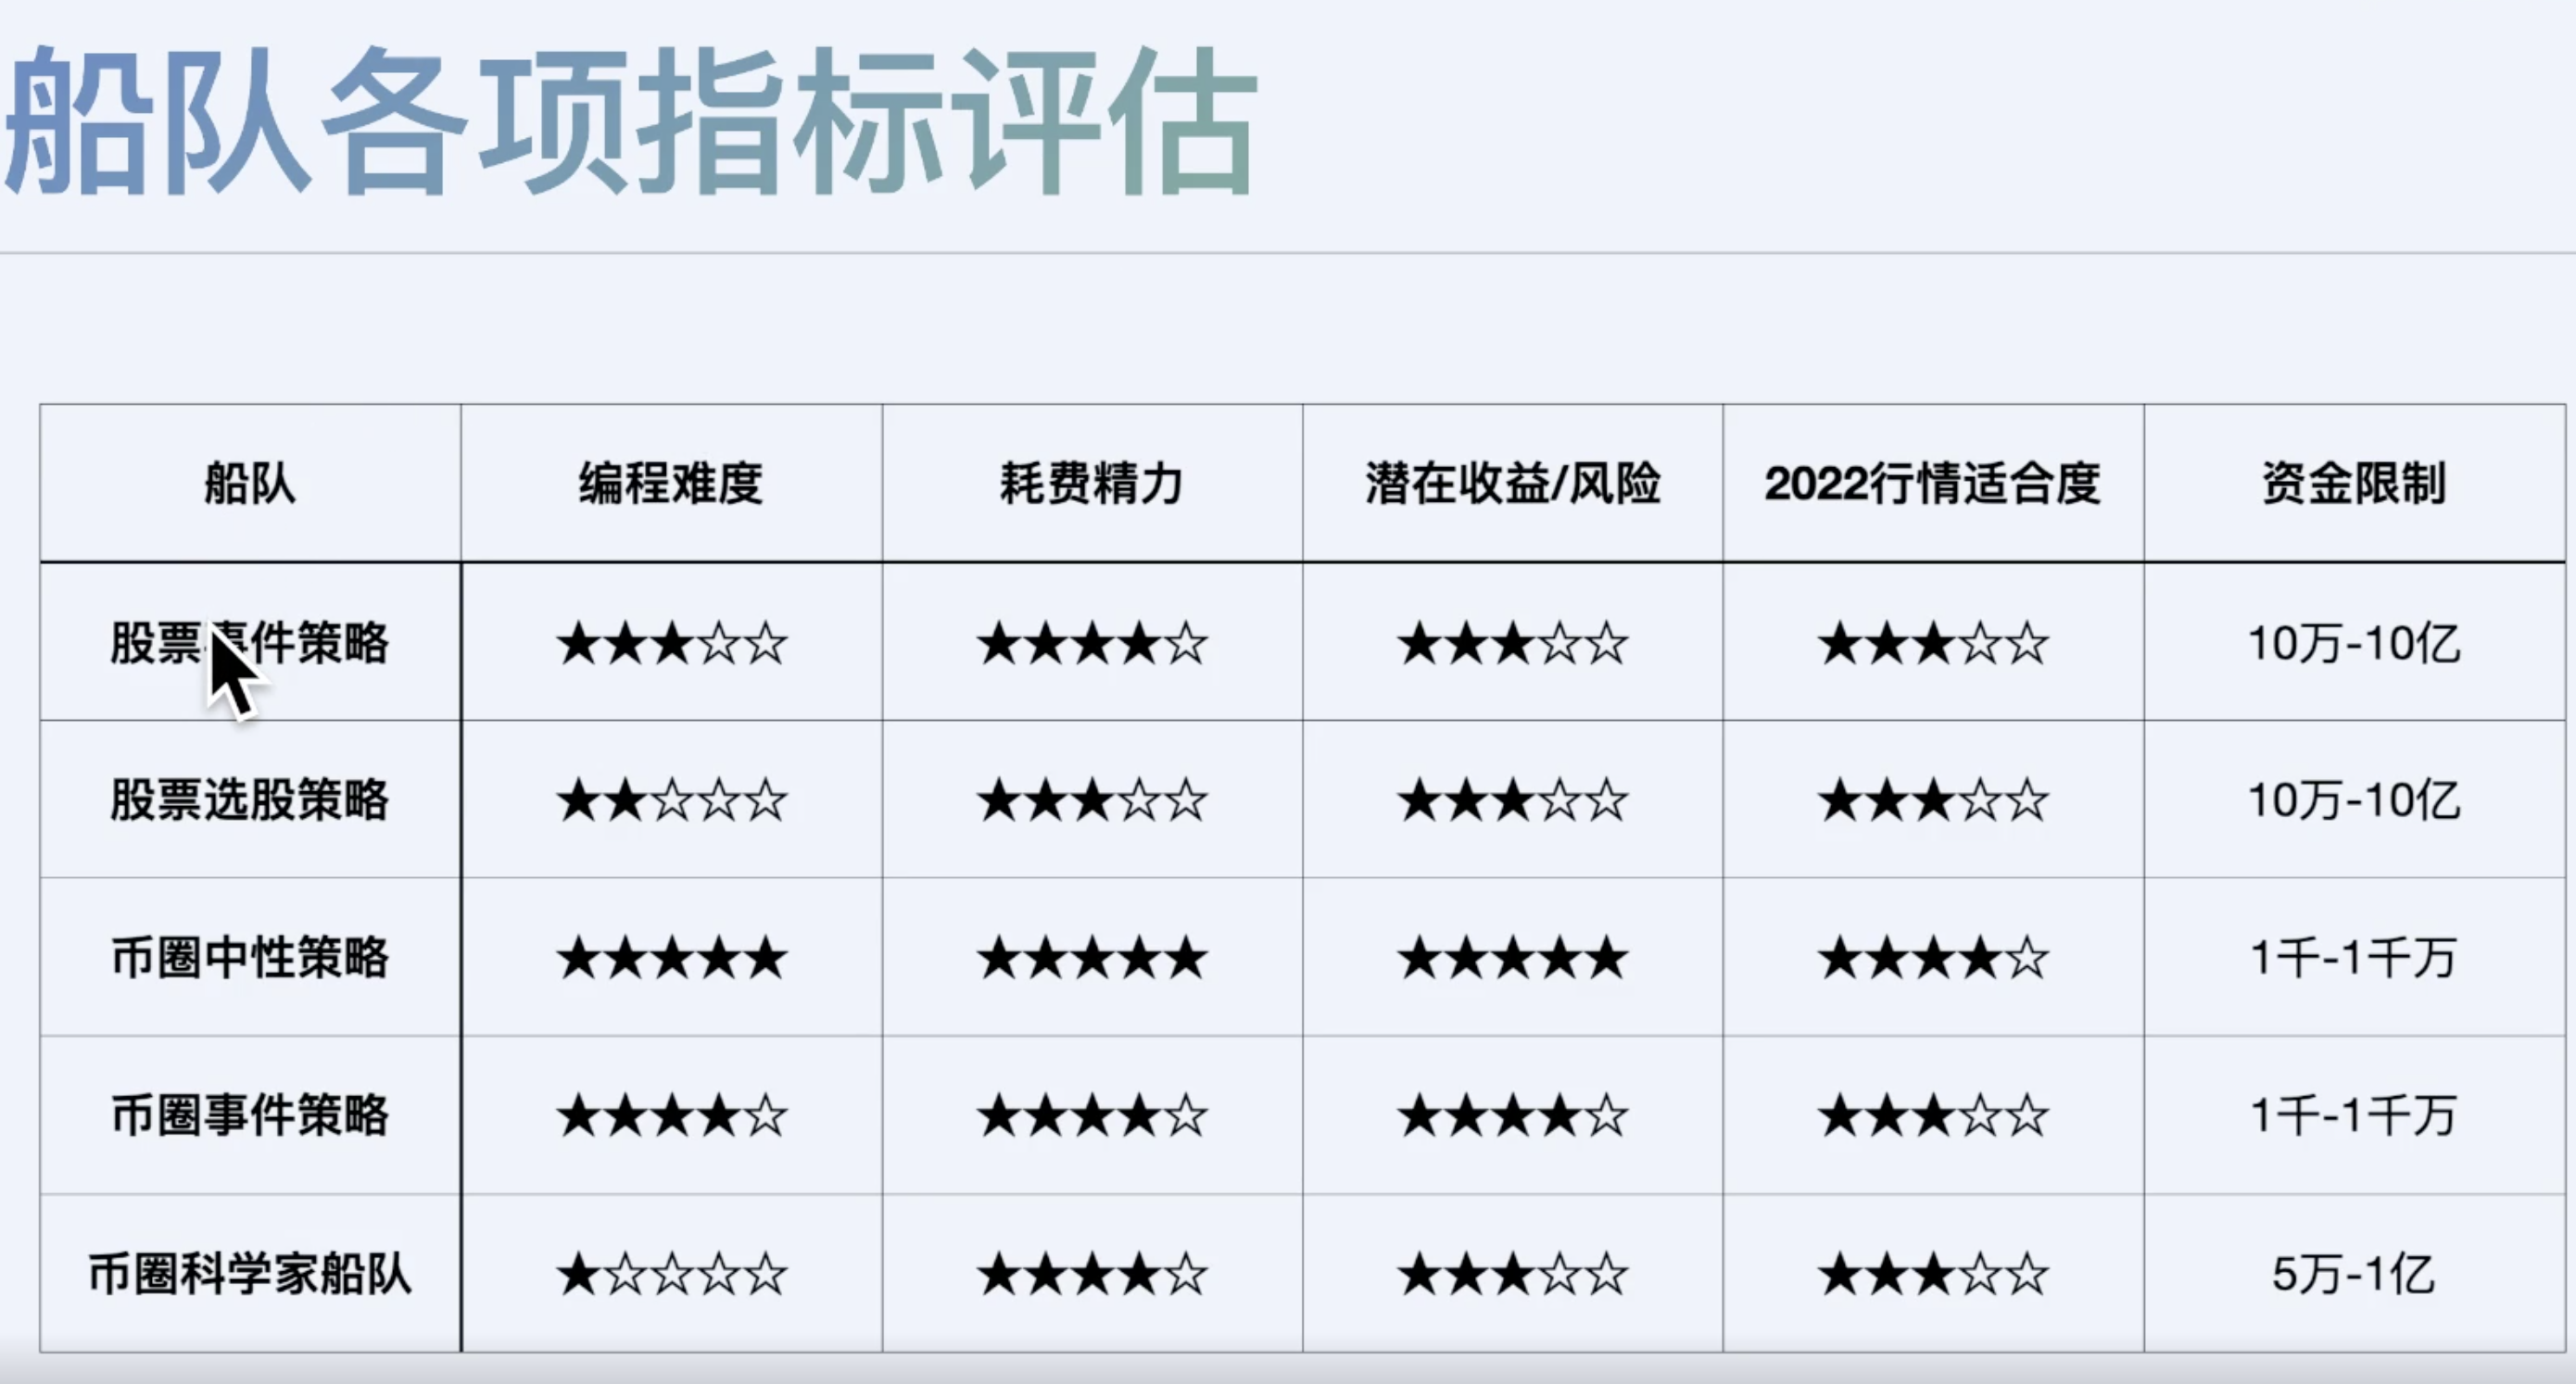 船队各项指标评估
船队 编程难度 耗费精力 潜在收益/风险 2022行情适合度 资金限制
股票事件策略 ★★★☆☆ ★★★★☆ ★★★☆☆ ★★★☆☆ 10万-10亿
股票选股策略 ★★☆☆☆ ★★★☆☆ ★★★☆☆ ★★★☆☆ 10万-10亿
币圈中性策略 ★★★★★ ★★★★★ ★★★★★ ★★★★☆ 1千-1千万
币圈事件策略 ★★★★☆ ★★★★☆ ★★★★☆ ★★★☆☆ 1千-1千万
币圈科学家船队 ★☆☆☆☆ ★★★★☆ ★★★☆☆ ★★★☆☆ 5万-1亿